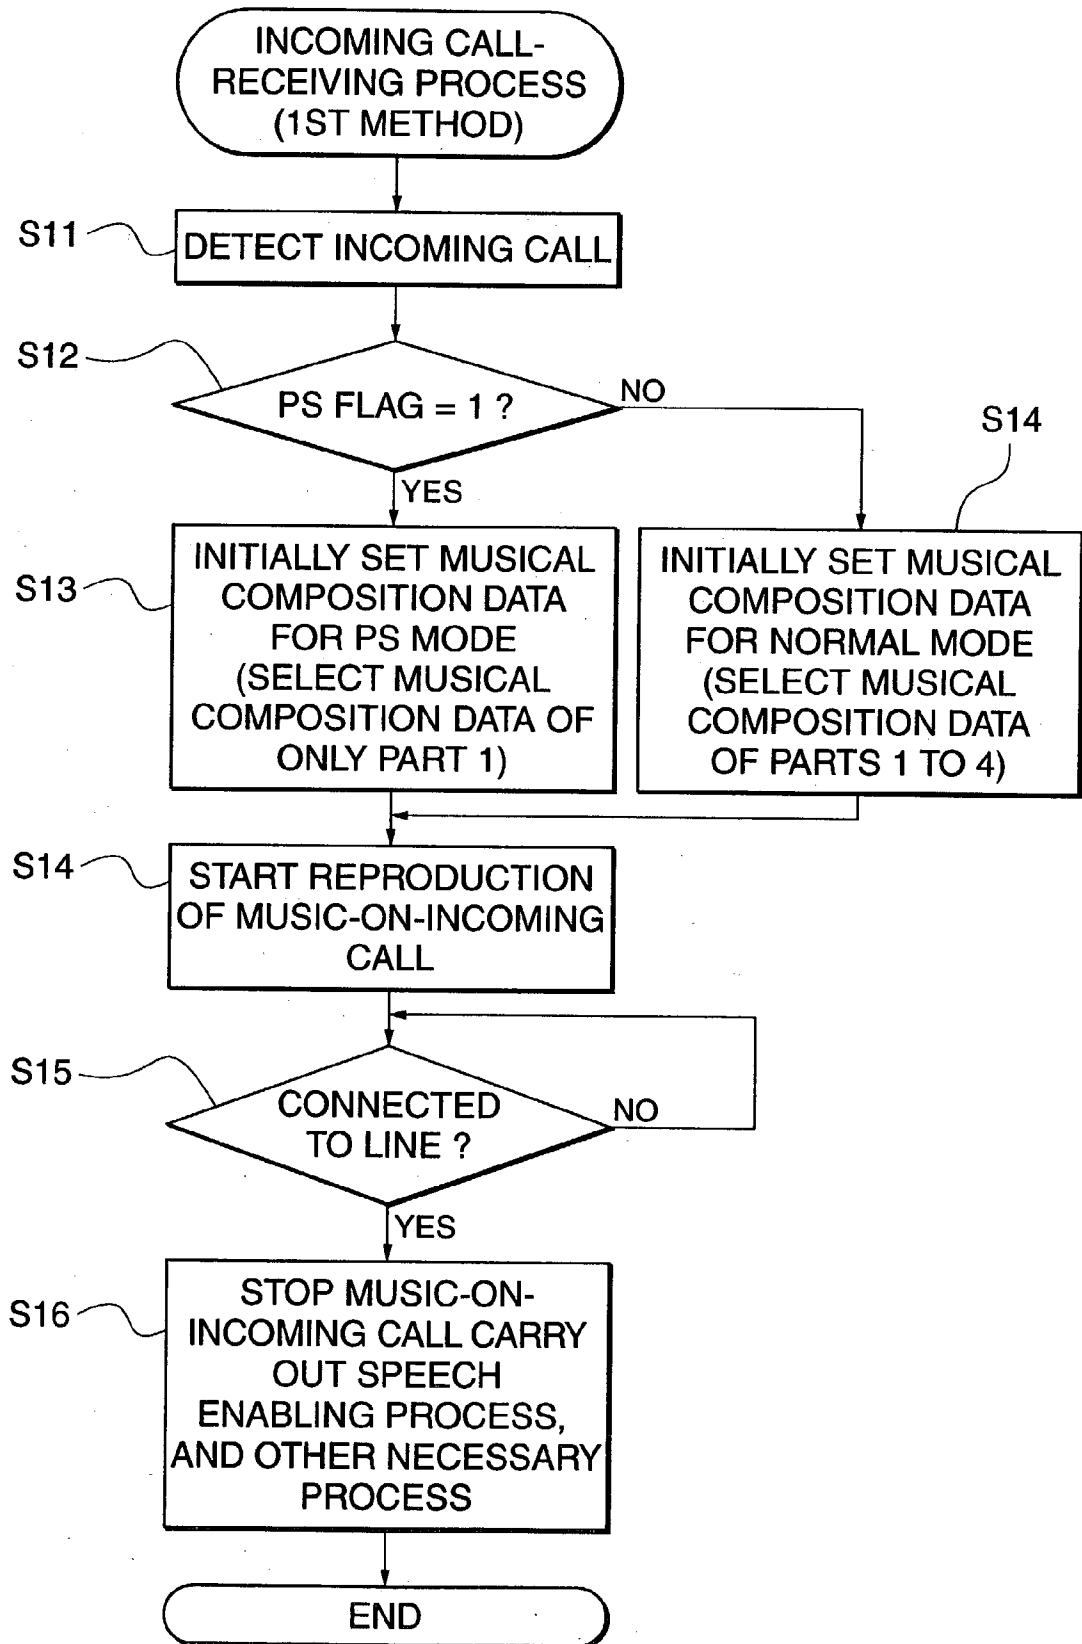 INCOMING CALL-
RECEIVING PROCESS
(1ST METHOD)
S11
DETECT INCOMING CALL
S12
PS FLAG = 1 ?
NO
YES
S13
INITIALLY SET MUSICAL
COMPOSITION DATA
FOR PS MODE
(SELECT MUSICAL
COMPOSITION DATA OF
ONLY PART 1)
S14
INITIALLY SET MUSICAL
COMPOSITION DATA
FOR NORMAL MODE
(SELECT MUSICAL
COMPOSITION DATA
OF PARTS 1 TO 4)
S14
START REPRODUCTION
OF MUSIC-ON-INCOMING
CALL
S15
CONNECTED
TO LINE ?
NO
YES
S16
STOP MUSIC-ON-
INCOMING CALL CARRY
OUT SPEECH
ENABLING PROCESS,
AND OTHER NECESSARY
PROCESS
END